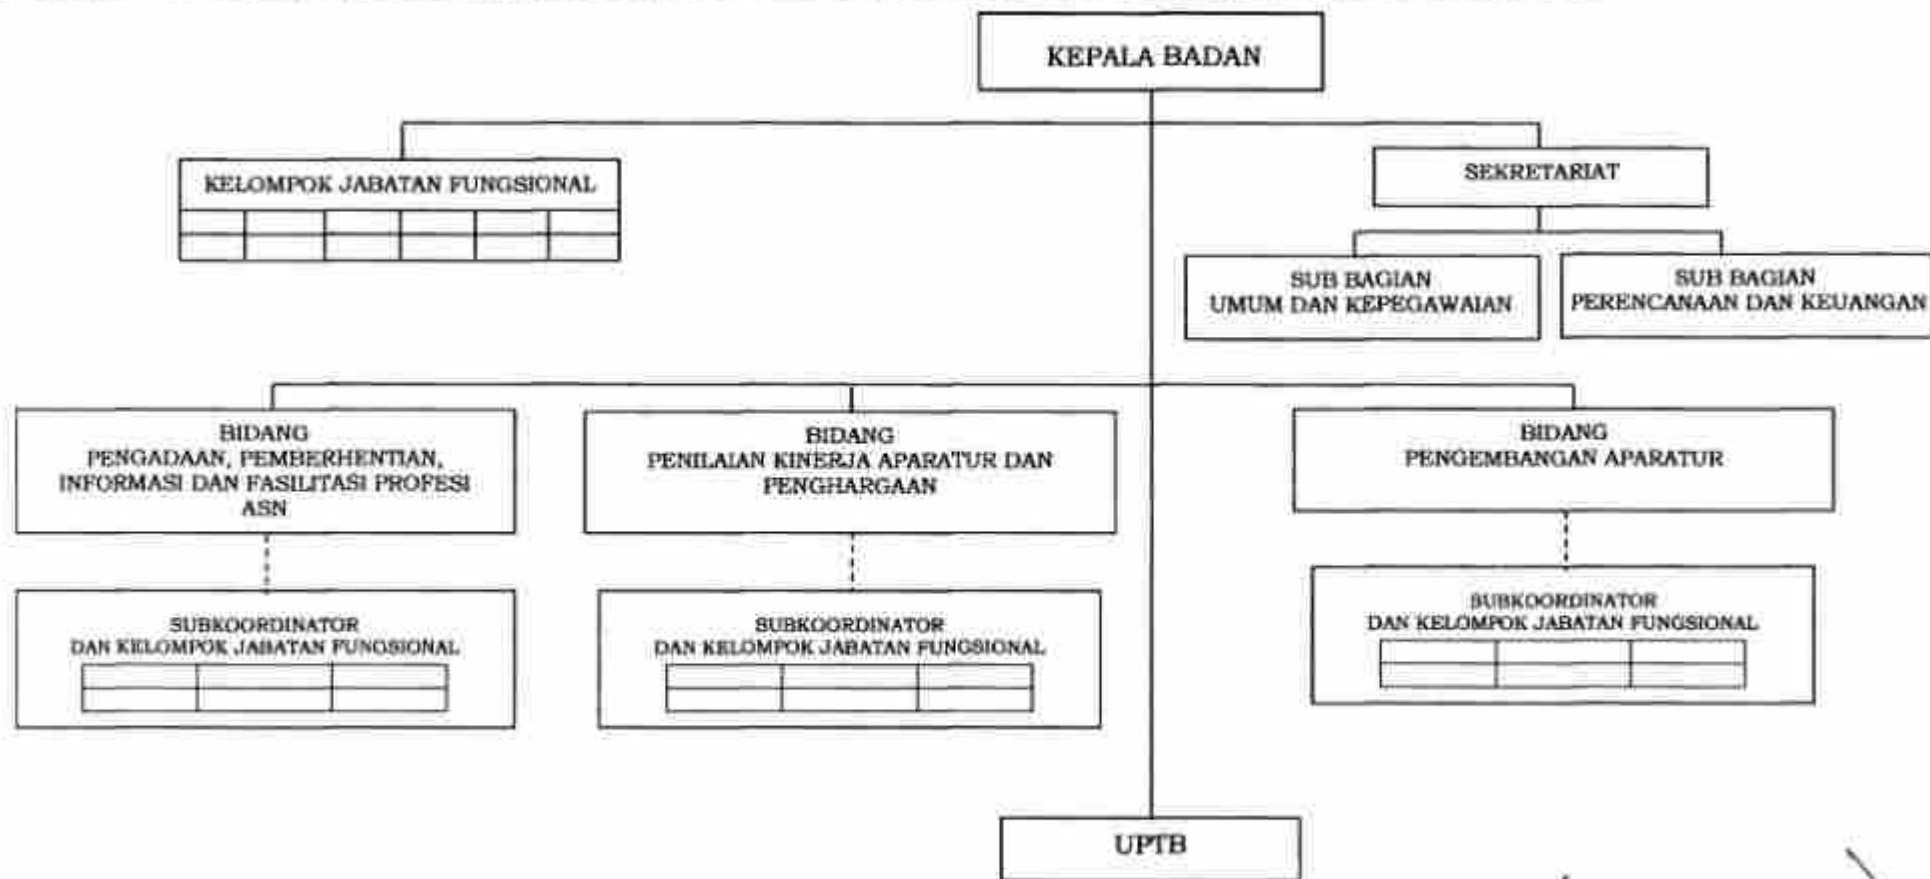 KEPALA BADAN
KELOMPOK JABATAN FUNGSIONAL
SEKRETARIAT
SUB BAGIAN
UMUM DAN KEPEGAWAIAN
SUB BAGIAN
PERENCANAAN DAN KEUANGAN
BIDANG
PENGADAAN, PEMBERHENTIAN,
INFORMASI DAN FASILITASI PROFESI
ASN
BIDANG
PENILAIAN KINERJA APARATUR DAN
PENGHARGAAN
BIDANG
PENGEMBANGAN APARATUR
SUBKOORDINATOR
DAN KELOMPOK JABATAN FUNGSIONAL
SUBKOORDINATOR
DAN KELOMPOK JABATAN FUNGSIONAL
SUBKOORDINATOR
DAN KELOMPOK JABATAN FUNGSIONAL
UPTB